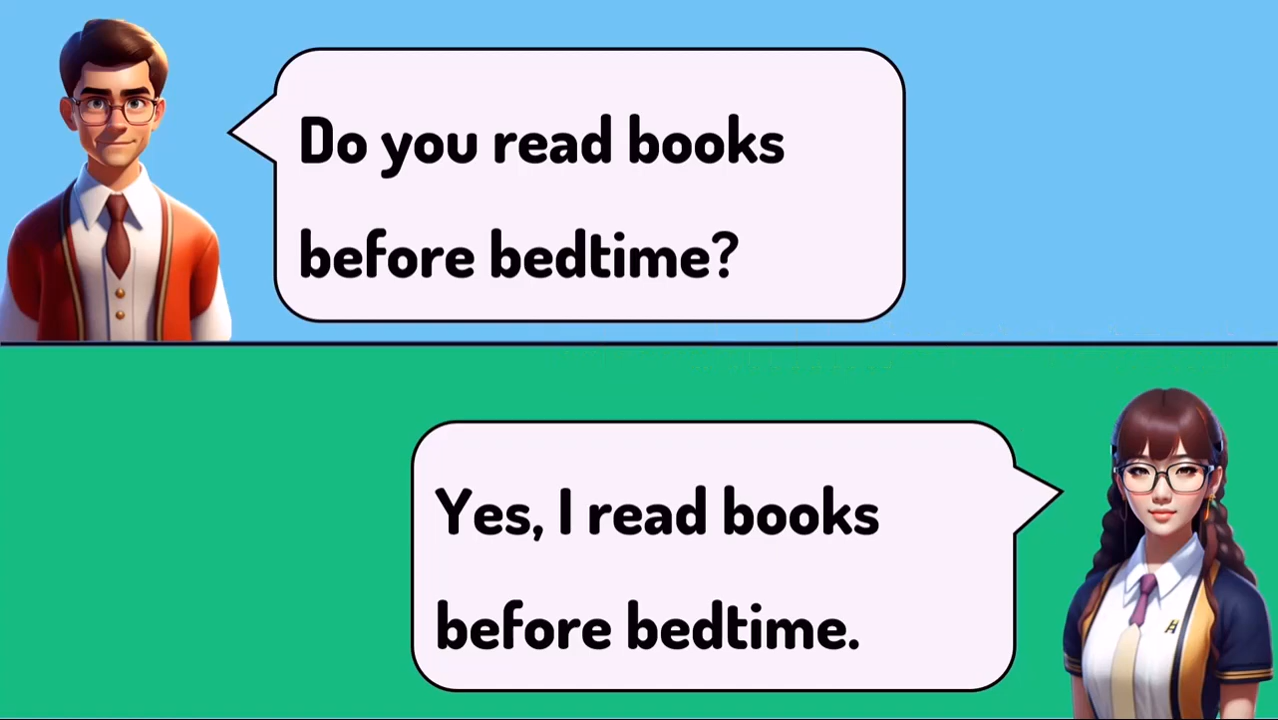 Do you read books
before bedtime?
Yes, I read books
before bedtime.